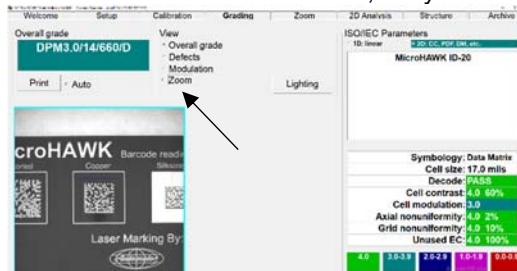 Welcome Setup Calibration Grading Zoom 2D Analysis Structure Archive
Overall grade
DPM3.0/14/660/D
Print Auto
View
Overall grade
Defects
Modulation
Zoom
Lighting
ISO/IEC Parameters
1D: linear 2D: CC, PDF, DM, etc.
MicroHAWK ID-20
croHAWK Barcode
Copper
Laser Marking By:
Symbology: Data Matrix
Cell size: 17.0 mils
Decode: PASS
Cell contrast: 4.0 60%
Cell modulation: 3.0
Axial nonuniformity: 4.0 2%
Grid nonuniformity: 4.0 10%
Unused EC: 4.0 100%
4.0 3.0-3.9 2.0-2.9 1.0-1.9 0.0-0.